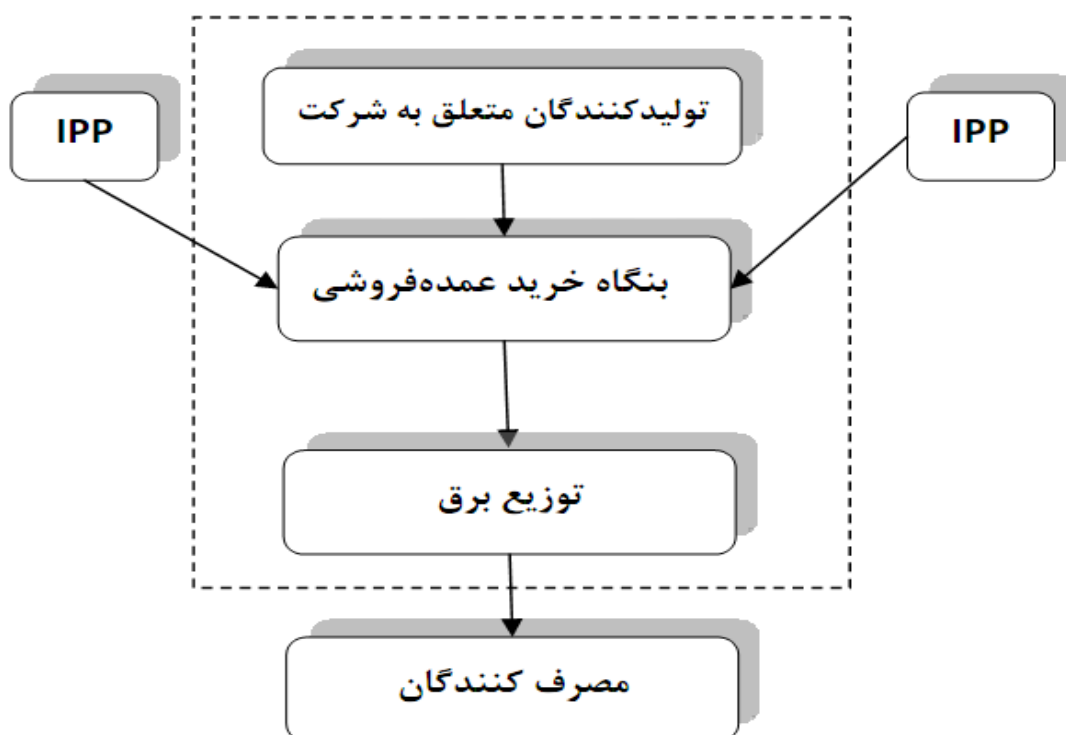 تولیدکنندگان متعلق به شرکت
IPP
IPP
بنگاه خرید عمده‌فروشی
توزیع برق
مصرف کنندگان